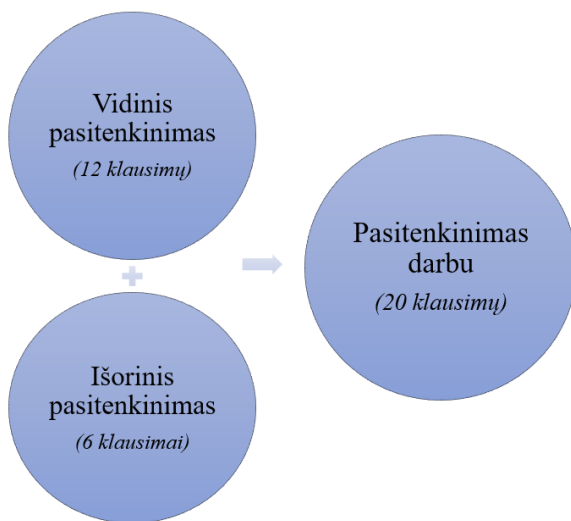 Vidinis
pasitenkinimas
(12 klausimų)
+
Išorinis
pasitenkinimas
(6 klausimai)
Pasitenkinimas
darbu
(20 klausimų)